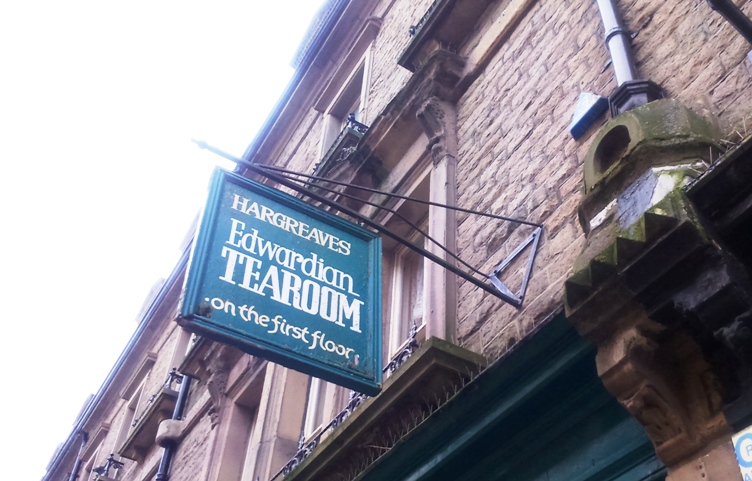 HARGREAVES
Edwardian
TEAROOM
·on the first floor·